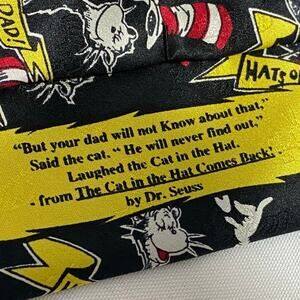 DAD!
HATS O
"But your dad will not Know about that,"
Said the cat. "He will never find out."
Laughed the Cat in the Hat.
- from The Cat in the Hat Comes Back! -
by Dr. Seuss